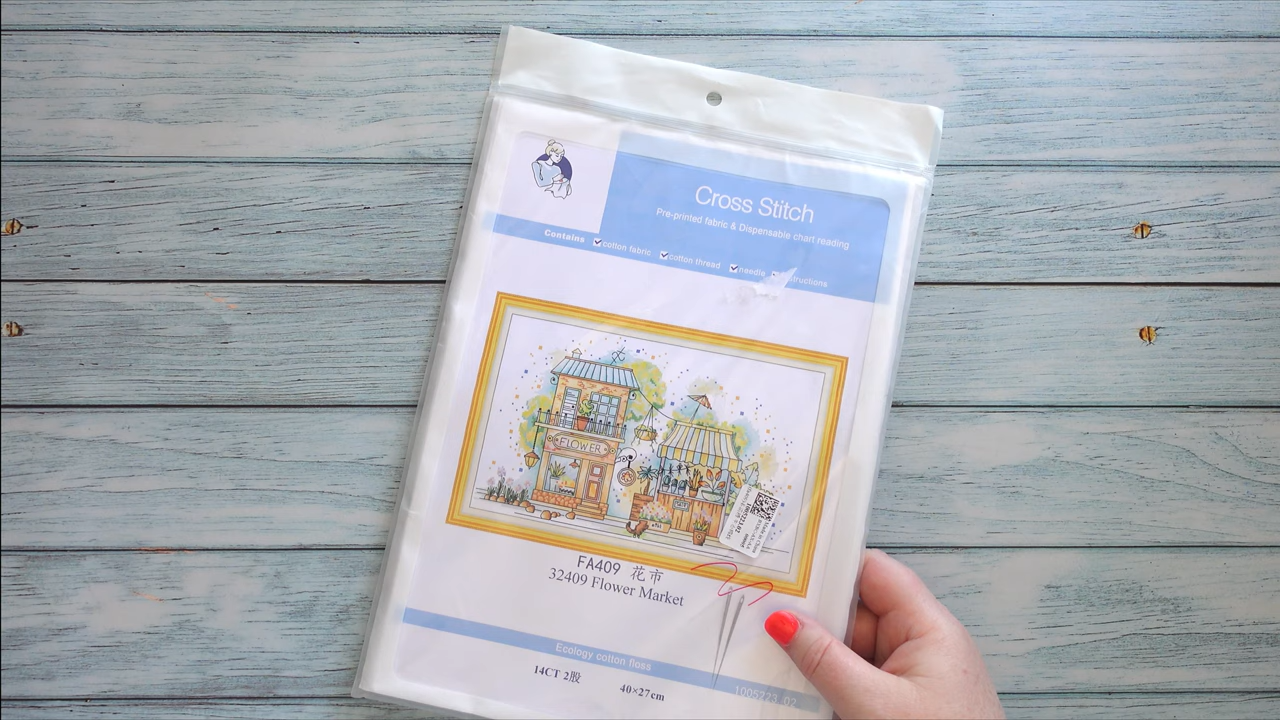 Cross Stitch
Pre-printed fabric & Dispensable chart reading
Contains cotton fabric cotton thread needle
FLOWER
FA409 花市
32409 Flower Market
Ecology cotton floss
14CT 2股 40×27cm